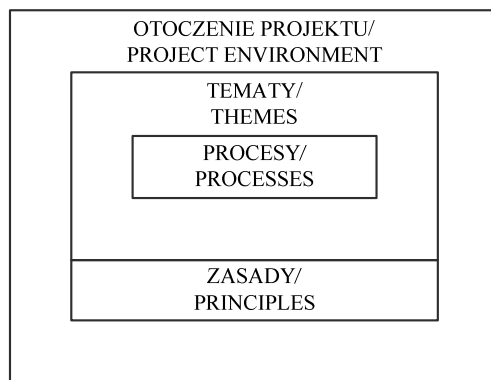 OTOCZENIE PROJEKTU/
PROJECT ENVIRONMENT
TEMATY/
THEMES
PROCESY/
PROCESSES
ZASADY/
PRINCIPLES